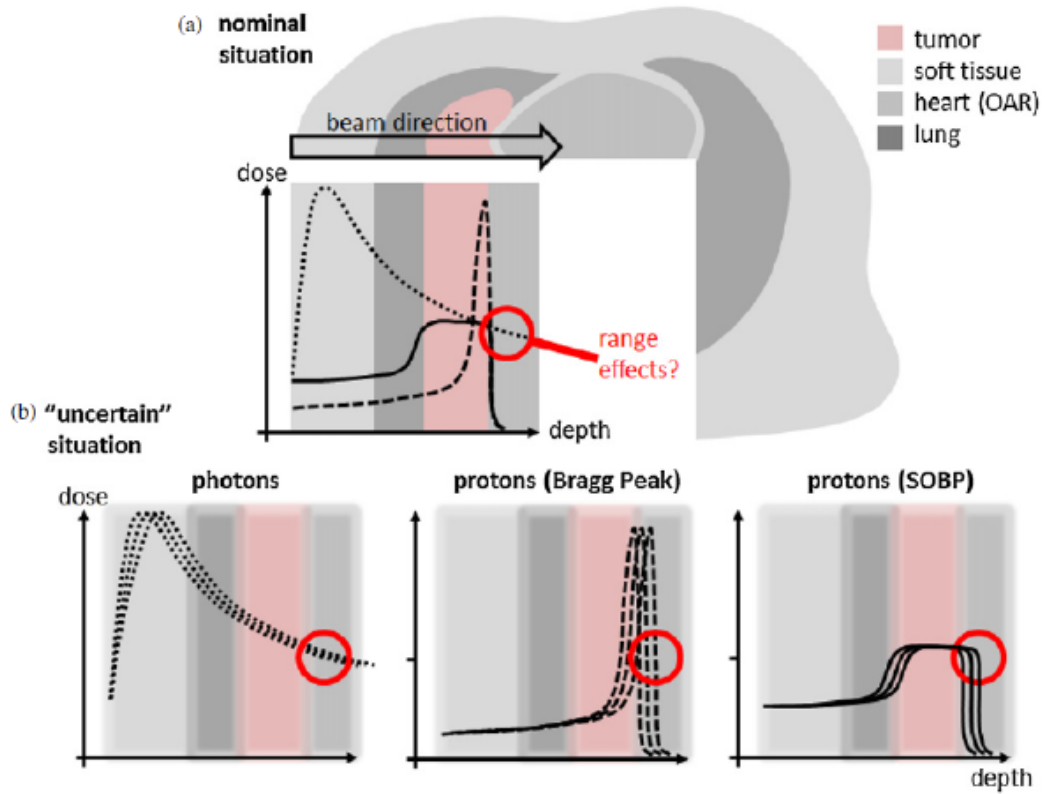 (a) nominal
situation
tumor
soft tissue
heart (OAR)
lung
beam direction
dose
range
effects?
depth
(b) "uncertain"
situation
photons
protons (Bragg Peak)
protons (SOBP)
dose
depth